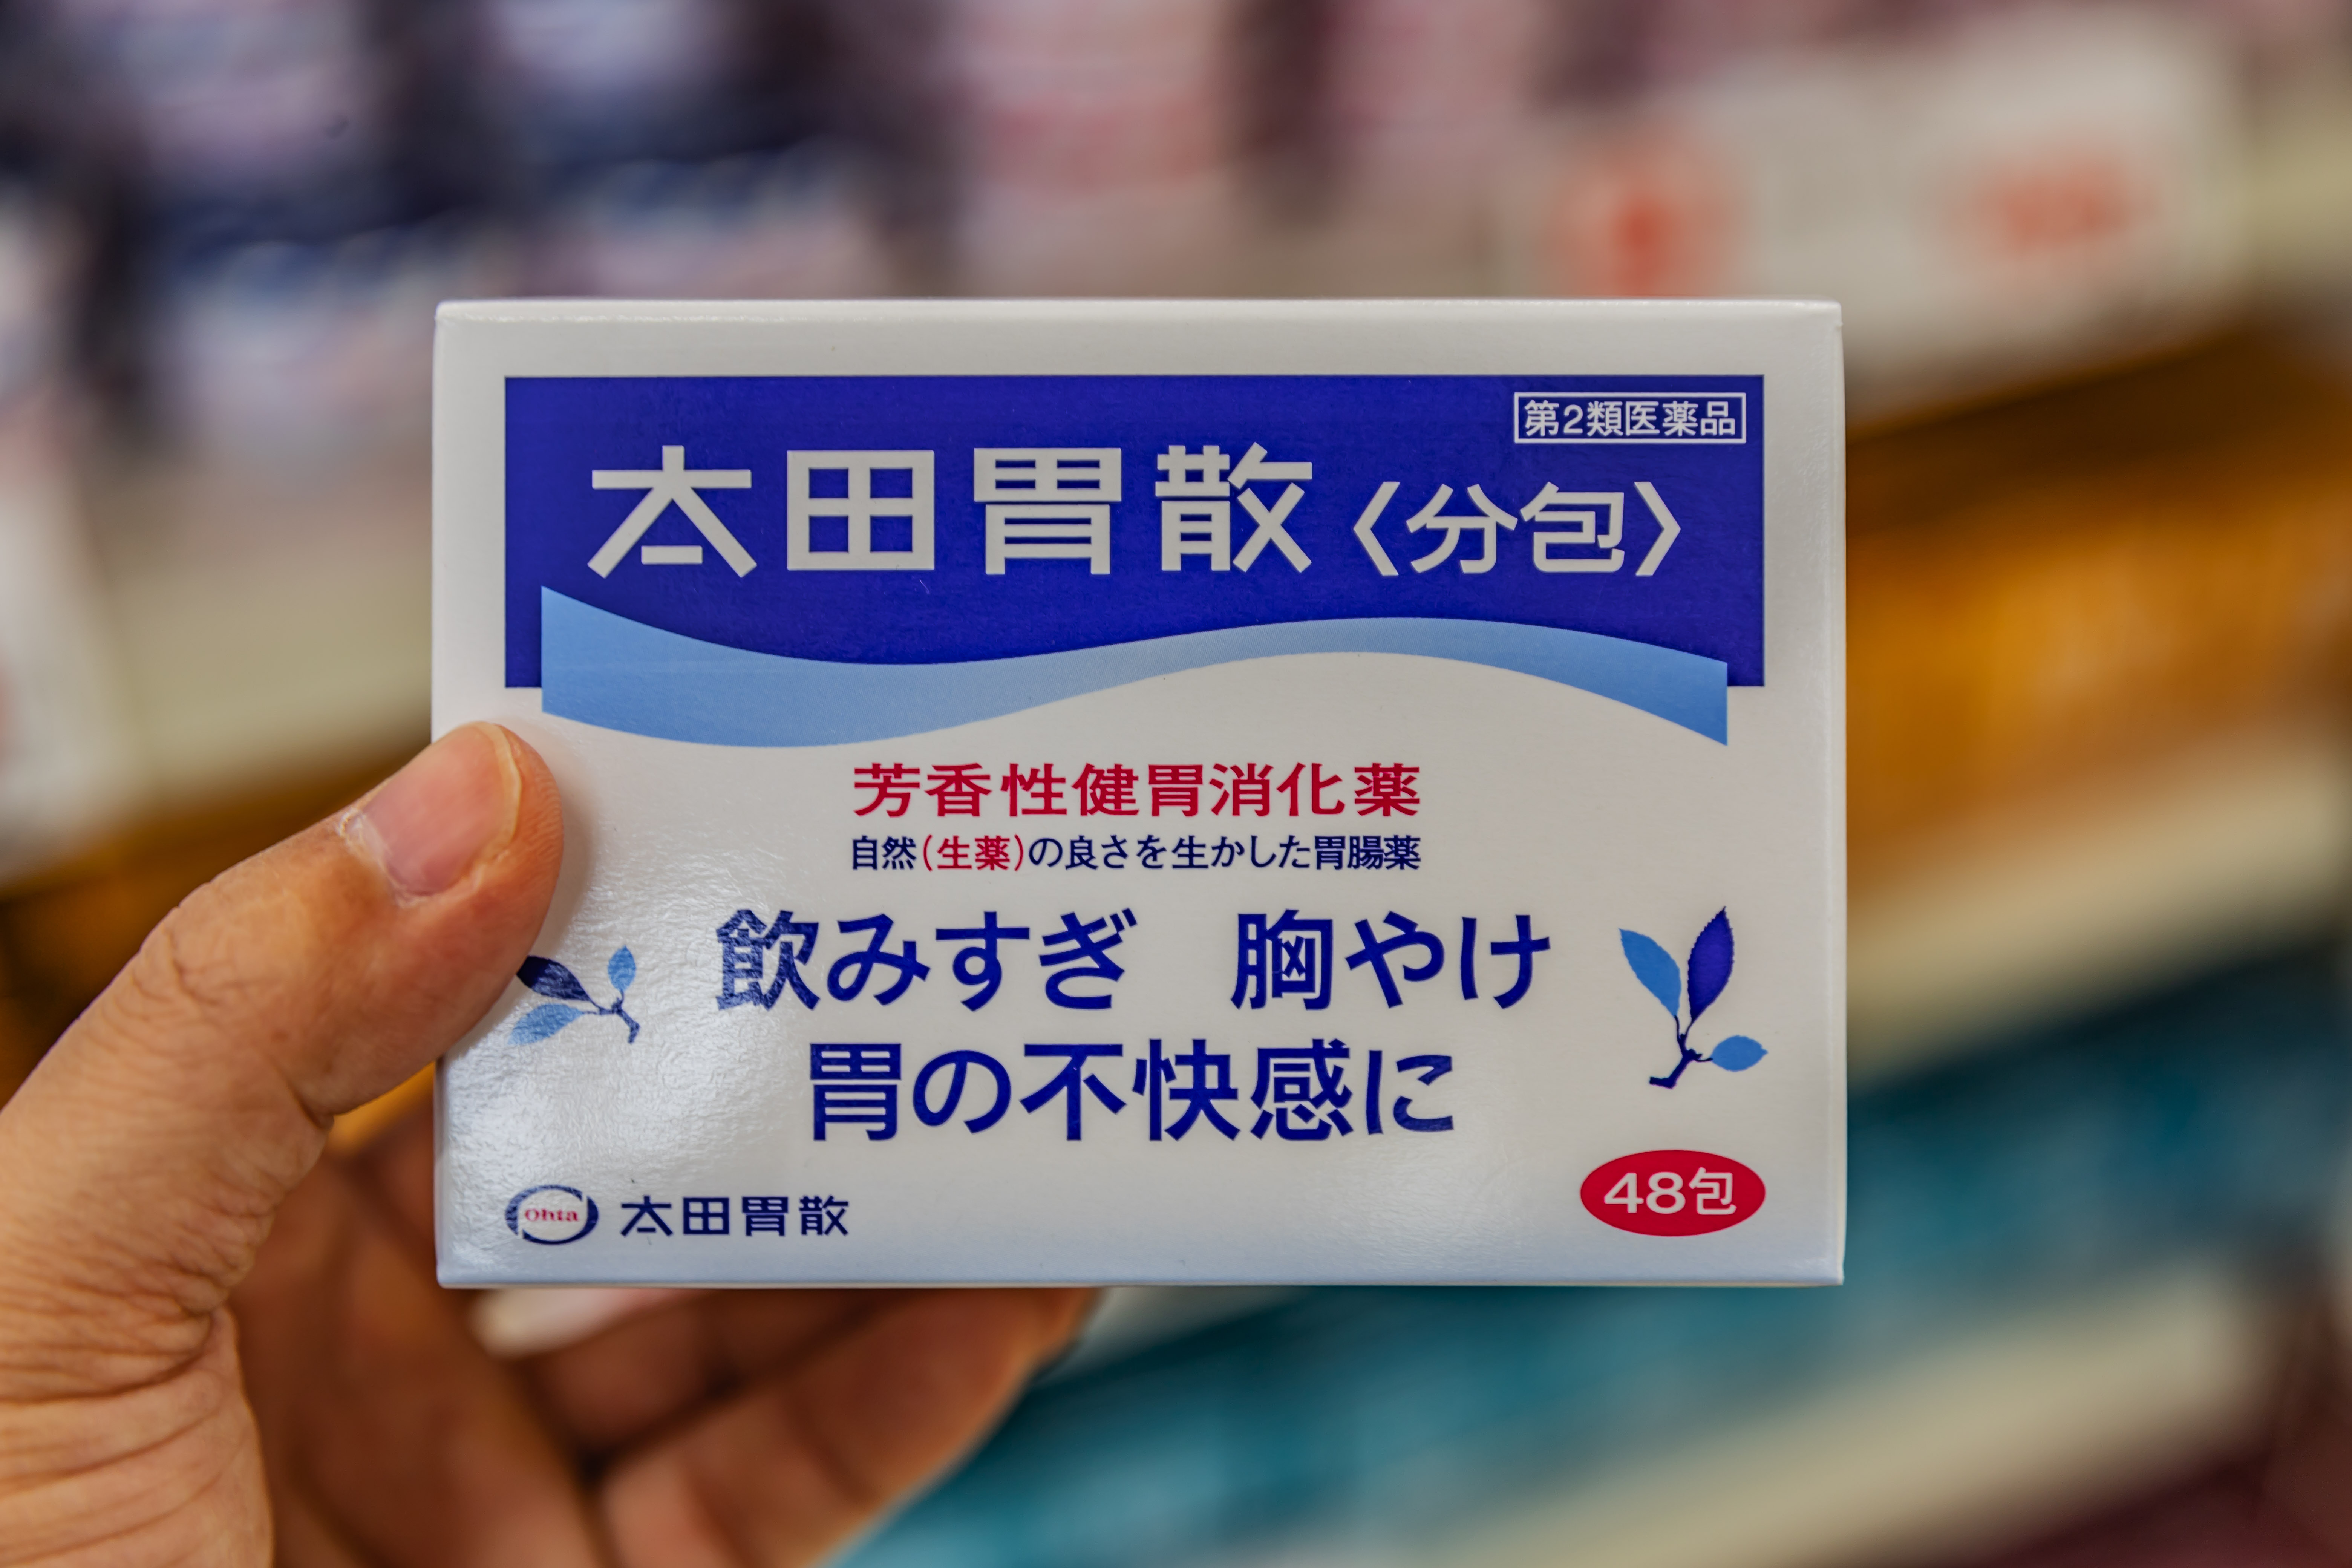 第2類医薬品
太田胃散〈分包〉
芳香性健胃消化薬
自然(生薬)の良さを生かした胃腸薬
飲みすぎ 胸やけ
胃の不快感に
48包
Ohta 太田胃散